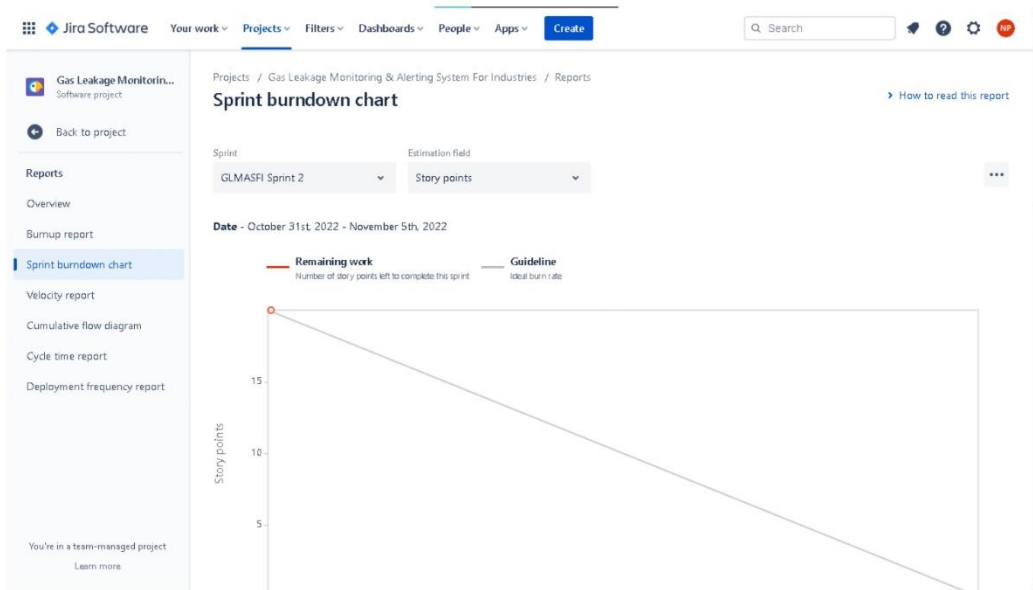 Jira Software Your work Projects Filters Dashboards People Apps Create Search NP
Gas Leakage Monitorin...
Software project
Back to project
Reports
Overview
Burnup report
Sprint burndown chart
Velocity report
Cumulative flow diagram
Cycle time report
Deployment frequency report
You're in a team-managed project
Learn more
Projects / Gas Leakage Monitoring & Alerting System For Industries / Reports
Sprint burndown chart
How to read this report
Sprint Estimation field
GLMASFI Sprint 2 Story points
Date - October 31st, 2022 - November 5th, 2022
Remaining work Guideline
Number of story points left to complete this sprint Ideal burn rate
15
10
5
Story points